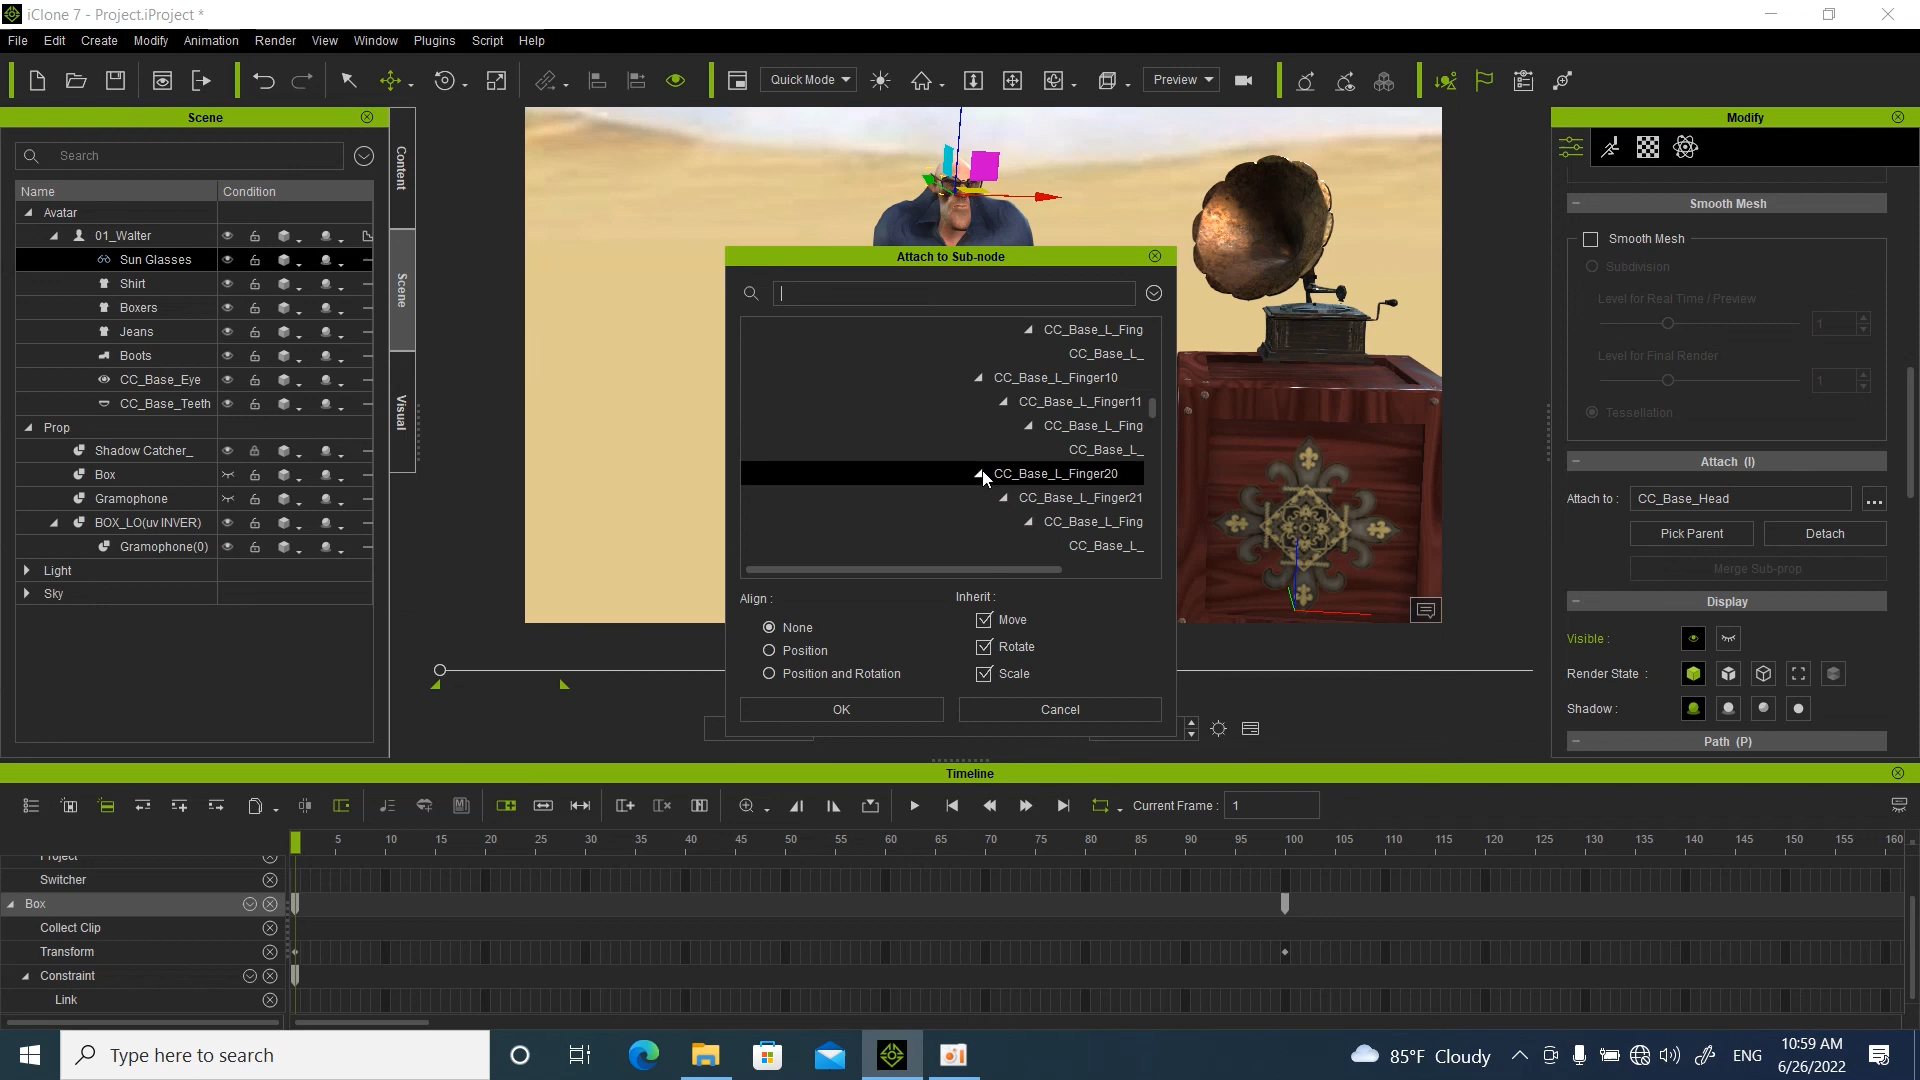 iClone 7 - Project.iProject *
File Edit Create Modify Animation Render View Window Plugins Script Help
Quick Mode
Preview
Scene
Search
Name Condition
Avatar
01_Walter
Sun Glasses
Shirt
Boxers
Jeans
Boots
CC_Base_Eye
CC_Base_Teeth
Prop
Shadow Catcher_
Box
Gramophone
BOX_LO(uv INVER)
Gramophone(0)
Light
Sky
Content
Scene
Visual
Attach to Sub-node
CC_Base_L_Fing
CC_Base_L_
CC_Base_L_Finger10
CC_Base_L_Finger11
CC_Base_L_Fing
CC_Base_L_
CC_Base_L_Finger20
CC_Base_L_Finger21
CC_Base_L_Fing
CC_Base_L_
Align : Inherit :
None Move
Position Rotate
Position and Rotation Scale
OK Cancel
Modify
Smooth Mesh
Smooth Mesh
Subdivision
Level for Real Time / Preview
1
Level for Final Render
1
Tessellation
Attach (I)
Attach to : CC_Base_Head ...
Pick Parent Detach
Merge Sub-prop
Display
Visible :
Render State :
Shadow :
Path (P)
Timeline
Current Frame : 1
5 10 15 20 25 30 35 40 45 50 55 60 65 70 75 80 85 90 95 100 105 110 115 120 125 130 135 140 145 150 155 160
Project
Switcher
Box
Collect Clip
Transform
Constraint
Link
Type here to search
85°F Cloudy
ENG
10:59 AM
6/26/2022